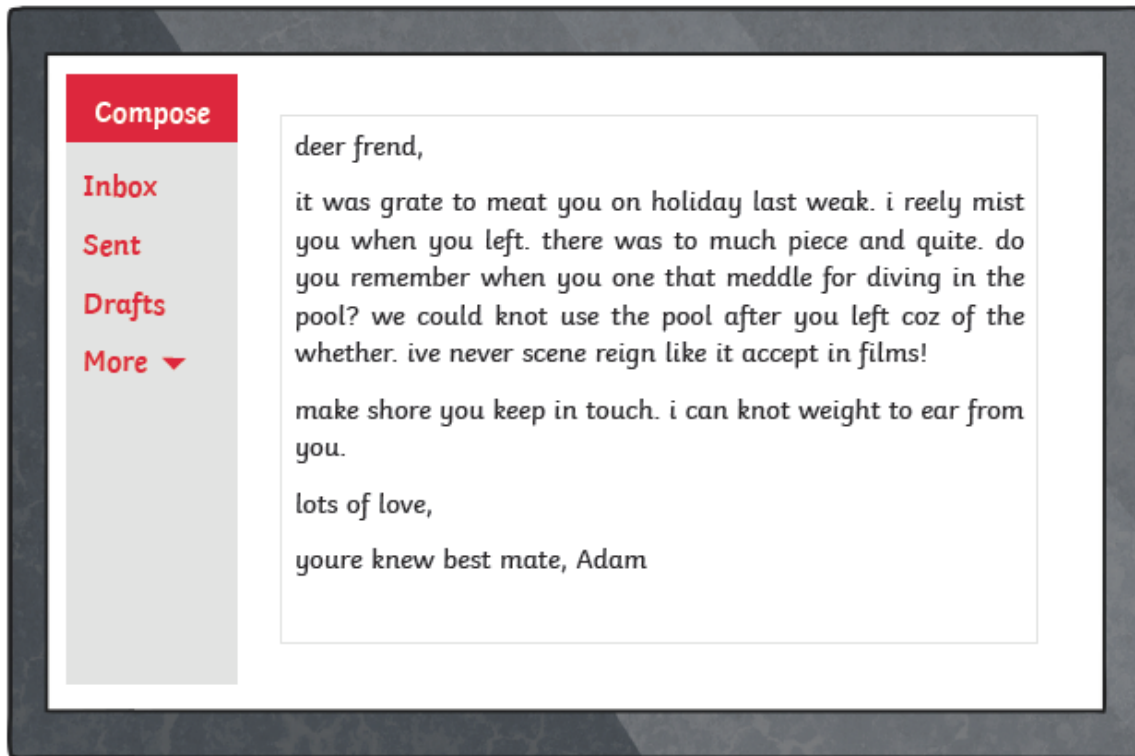 Compose
Inbox
Sent
Drafts
More
deer frend,
it was grate to meat you on holiday last weak. i reely mist
you when you left. there was to much piece and quite. do
you remember when you one that meddle for diving in the
pool? we could knot use the pool after you left coz of the
whether. ive never scene reign like it accept in films!
make shore you keep in touch. i can knot weight to ear from
you.
lots of love,
youre knew best mate, Adam